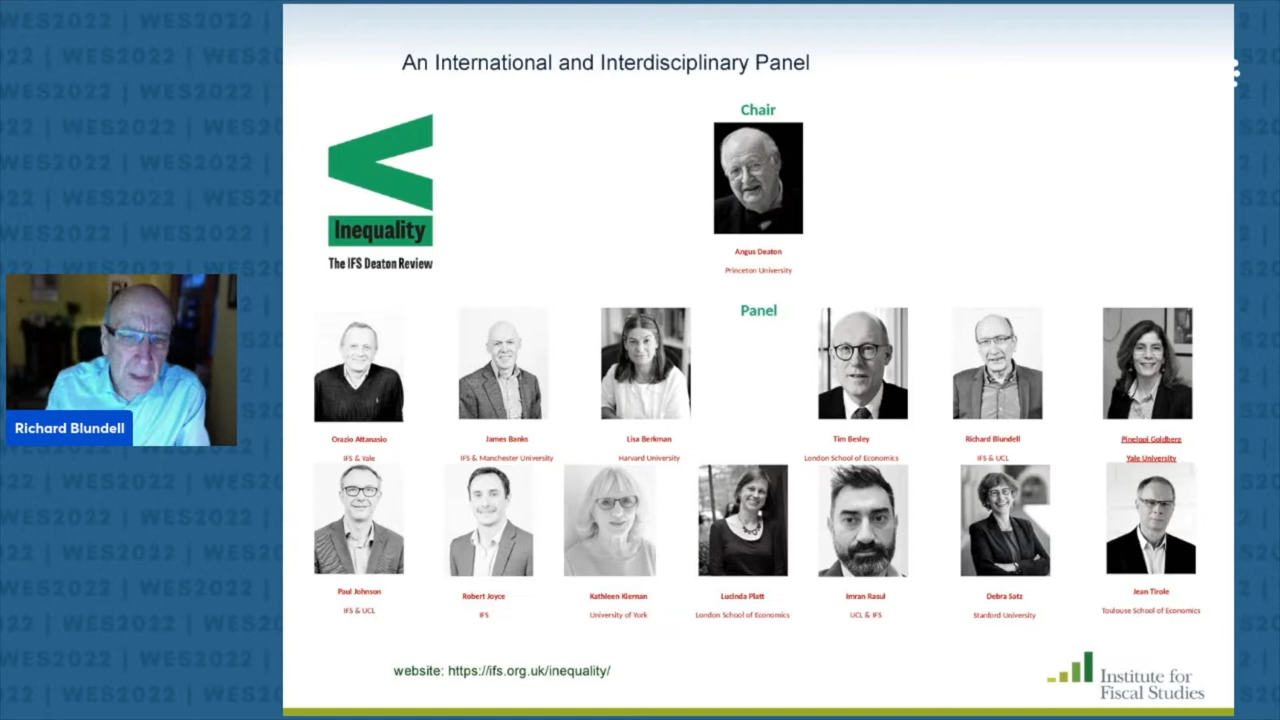 An International and Interdisciplinary Panel
Chair
Inequality
The IFS Deaton Review
Angus Deaton
Princeton University
Panel
Orazio Attanasio
IFS & Yale
James Banks
IFS & Manchester University
Lisa Berkman
Harvard University
Tim Besley
London School of Economics
Richard Blundell
IFS & UCL
Pinelopi Goldberg
Yale University
Paul Johnson
IFS & UCL
Robert Joyce
IFS
Kathleen Kiernan
University of York
Lucinda Platt
London School of Economics
Imran Rasul
UCL & IFS
Debra Satz
Stanford University
Jean Tirole
Toulouse School of Economics
website: https://ifs.org.uk/inequality/
Institute for
Fiscal Studies
Richard Blundell
WES2022 | WES2022 | WES2022